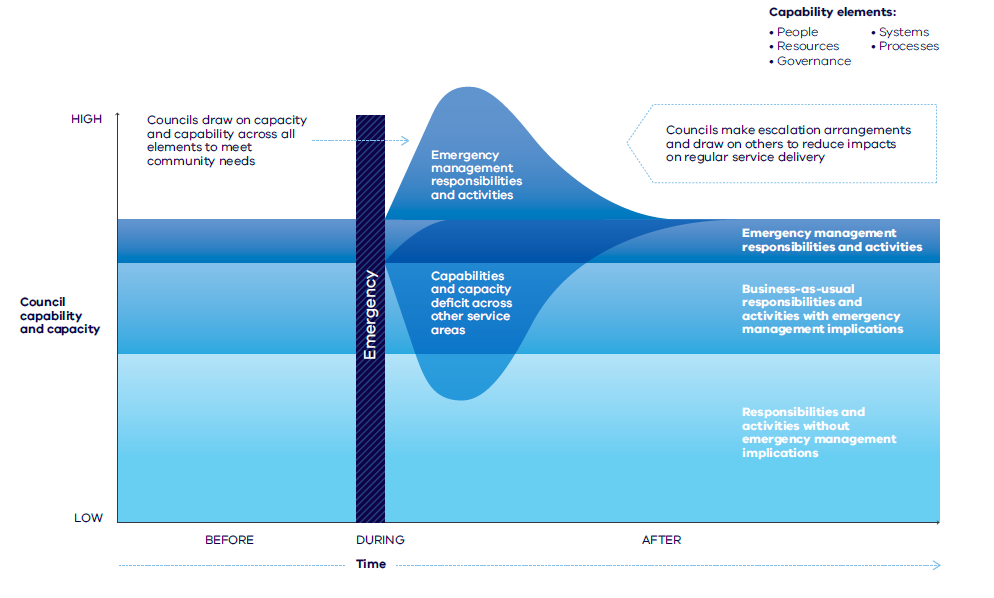 Capability elements:
• People
• Systems
• Resources
• Processes
• Governance
HIGH
Councils draw on capacity
and capability across all
elements to meet
community needs
Councils make escalation arrangements
and draw on others to reduce impacts
on regular service delivery
Emergency
management
responsibilities
and activities
Emergency management
responsibilities and activities
Emergency
Capabilities
and capacity
deficit across
other service
areas
Business-as-usual
responsibilities and
activities with emergency
management implications
Council
capability
and capacity
Responsibilities and
activities without
emergency management
implications
LOW
BEFORE
DURING
AFTER
Time